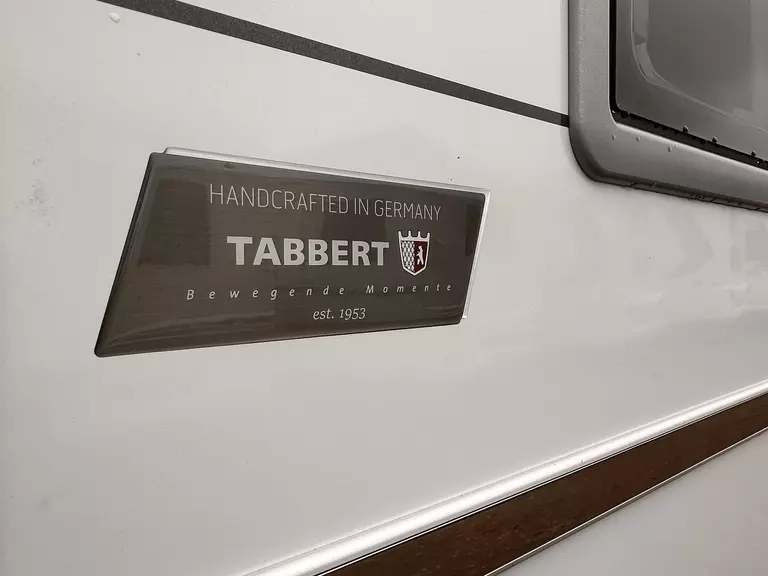 HANDCRAFTED IN GERMANY
TABBERT
Bewegende Momente
est. 1953